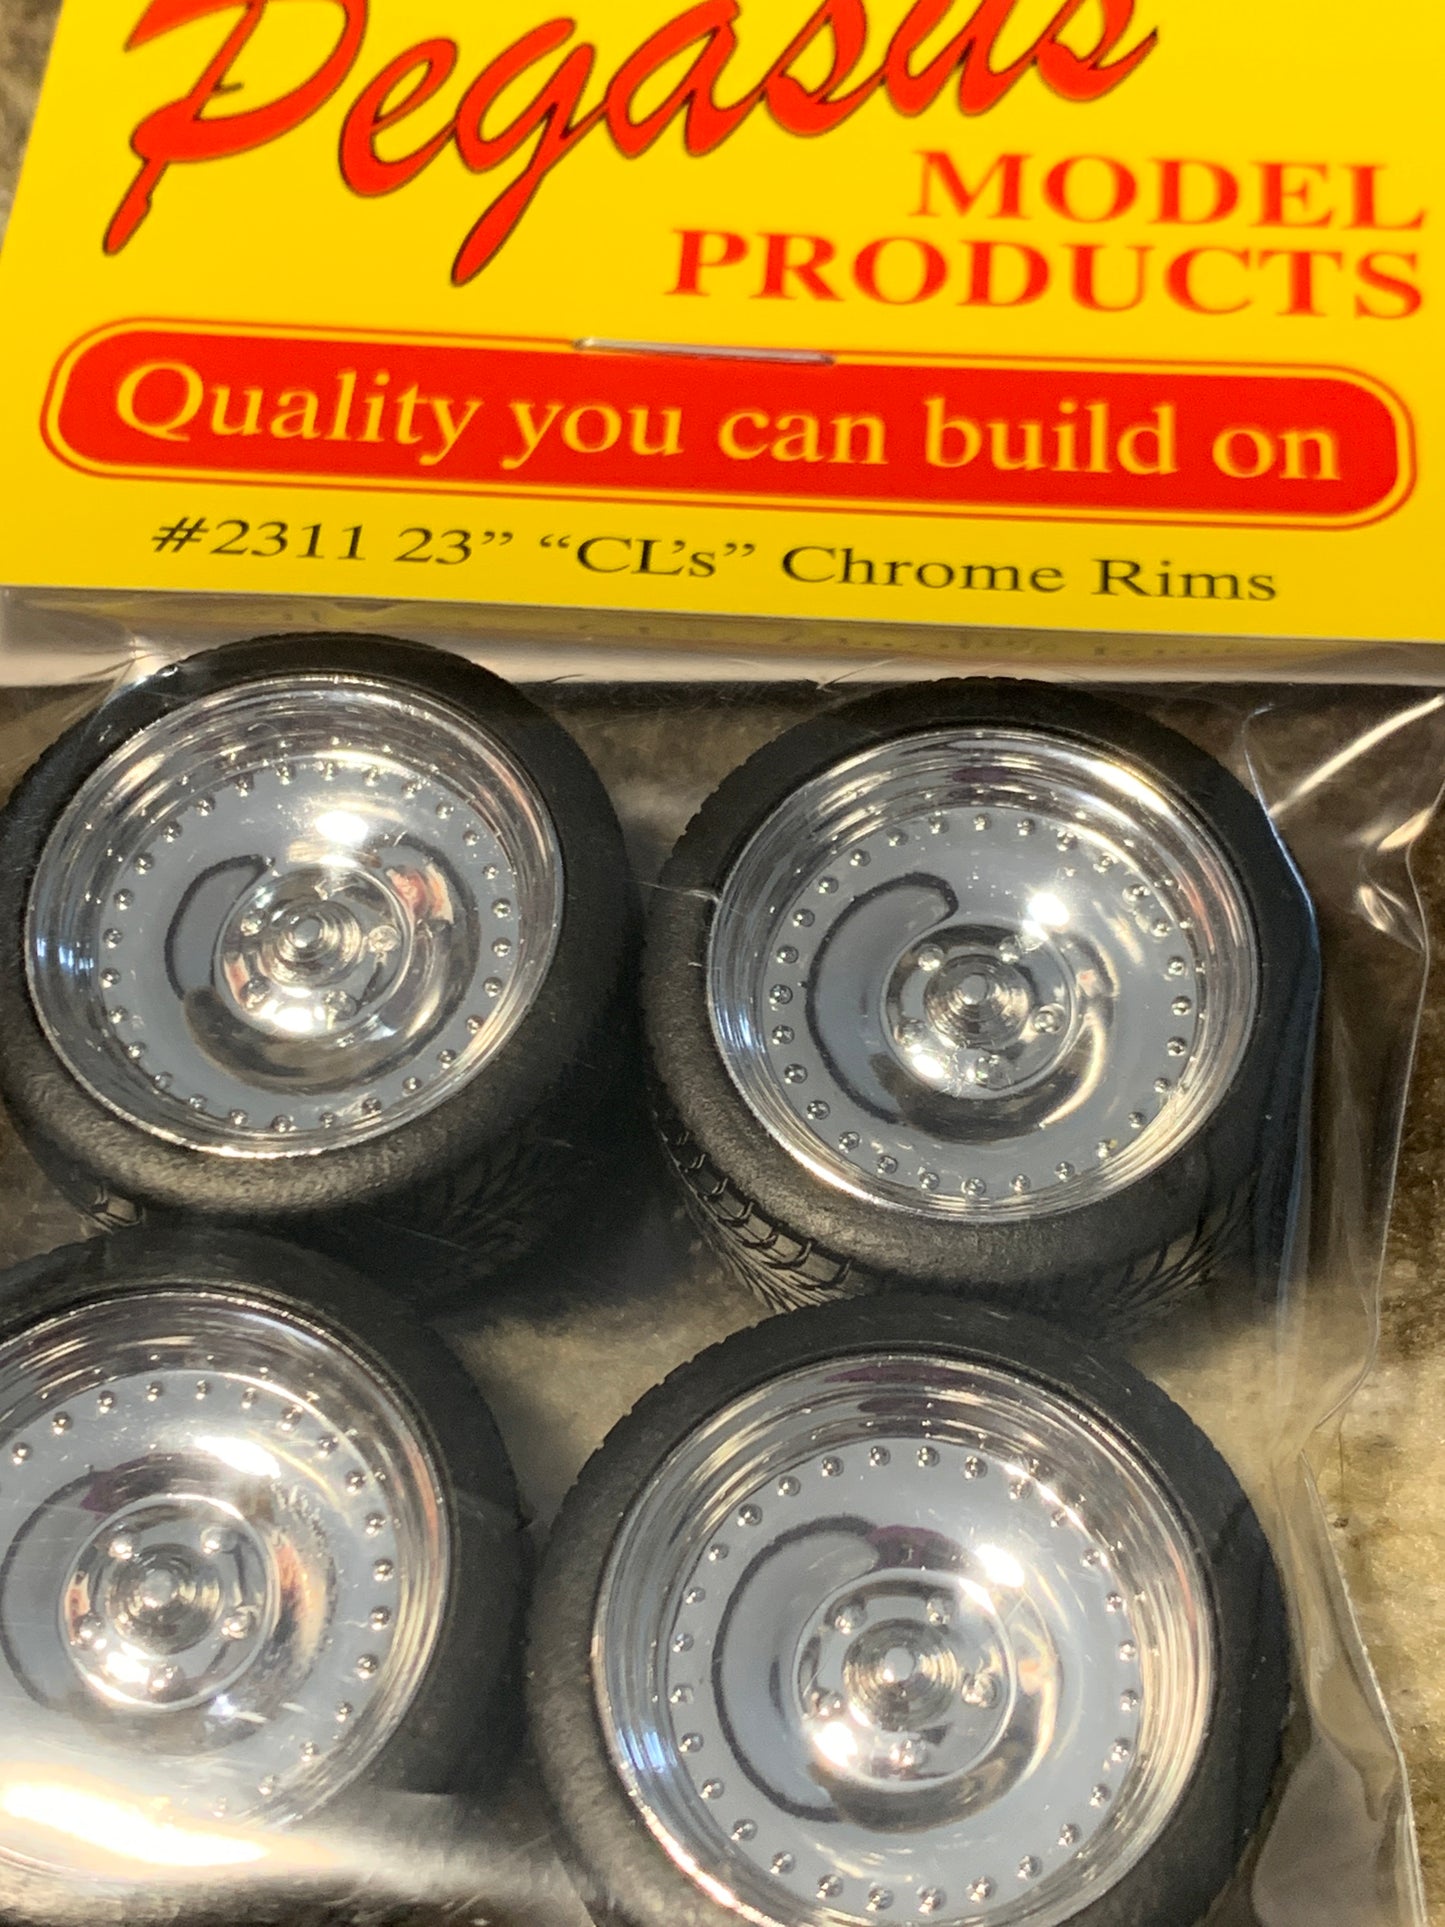 Pegasus
MODEL
PRODUCTS
Quality you can build on
#2311 23” “CL’s” Chrome Rims